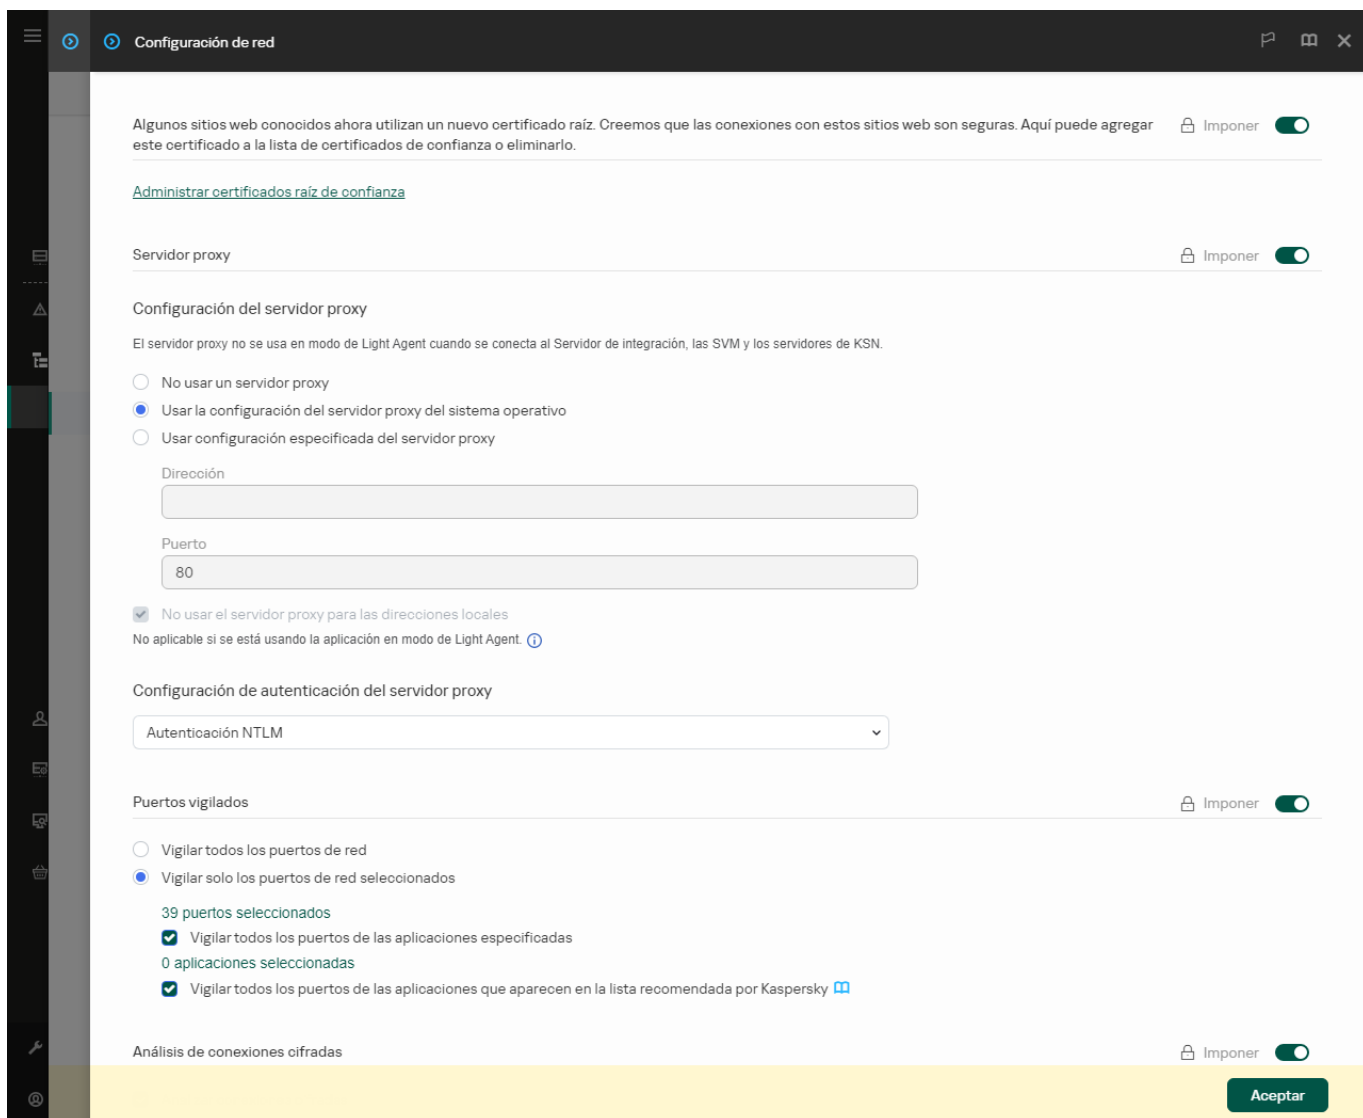 Configuración de red
Algunos sitios web conocidos ahora utilizan un nuevo certificado raíz. Creemos que las conexiones con estos sitios web son seguras. Aquí puede agregar
este certificado a la lista de certificados de confianza o eliminarlo.
Imponer
Administrar certificados raíz de confianza
Servidor proxy
Imponer
Configuración del servidor proxy
El servidor proxy no se usa en modo de Light Agent cuando se conecta al Servidor de integración, las SVM y los servidores de KSN.
No usar un servidor proxy
Usar la configuración del servidor proxy del sistema operativo
Usar configuración especificada del servidor proxy
Dirección
Puerto
80
No usar el servidor proxy para las direcciones locales
No aplicable si se está usando la aplicación en modo de Light Agent.
Configuración de autenticación del servidor proxy
Autenticación NTLM
Puertos vigilados
Imponer
Vigilar todos los puertos de red
Vigilar solo los puertos de red seleccionados
39 puertos seleccionados
Vigilar todos los puertos de las aplicaciones especificadas
0 aplicaciones seleccionadas
Vigilar todos los puertos de las aplicaciones que aparecen en la lista recomendada por Kaspersky
Análisis de conexiones cifradas
Imponer
Aceptar